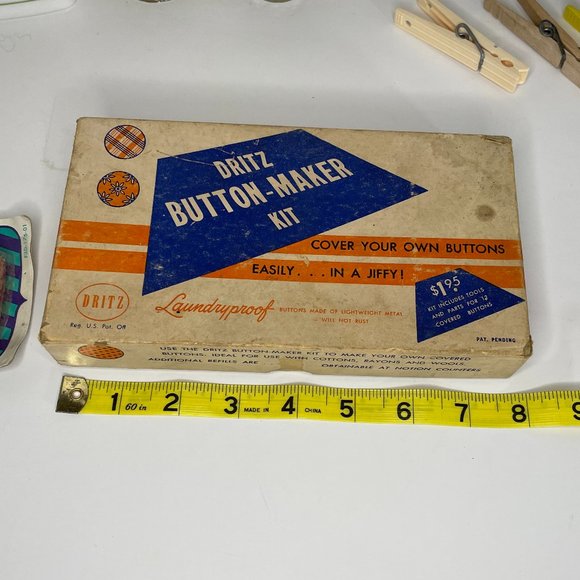 DRITZ
BUTTON-MAKER
KIT
COVER YOUR OWN BUTTONS
EASILY... IN A JIFFY!
DRITZ
Reg. U.S. Pat. Off
Laundryproof BUTTONS MADE OF LIGHTWEIGHT METAL
— WILL NOT RUST
$1.95
KIT INCLUDES TOOLS
AND PARTS FOR 12
COVERED BUTTONS
PAT. PENDING
USE THE DRITZ BUTTON-MAKER KIT TO MAKE YOUR OWN COVERED
BUTTONS. IDEAL FOR USE WITH COTTONS, RAYONS AND WOOLS.
ADDITIONAL REFILLS ARE OBTAINABLE AT NOTION COUNTERS
1 60 in 2 3 MADE IN 4 CHINA 5 6 7 8 9